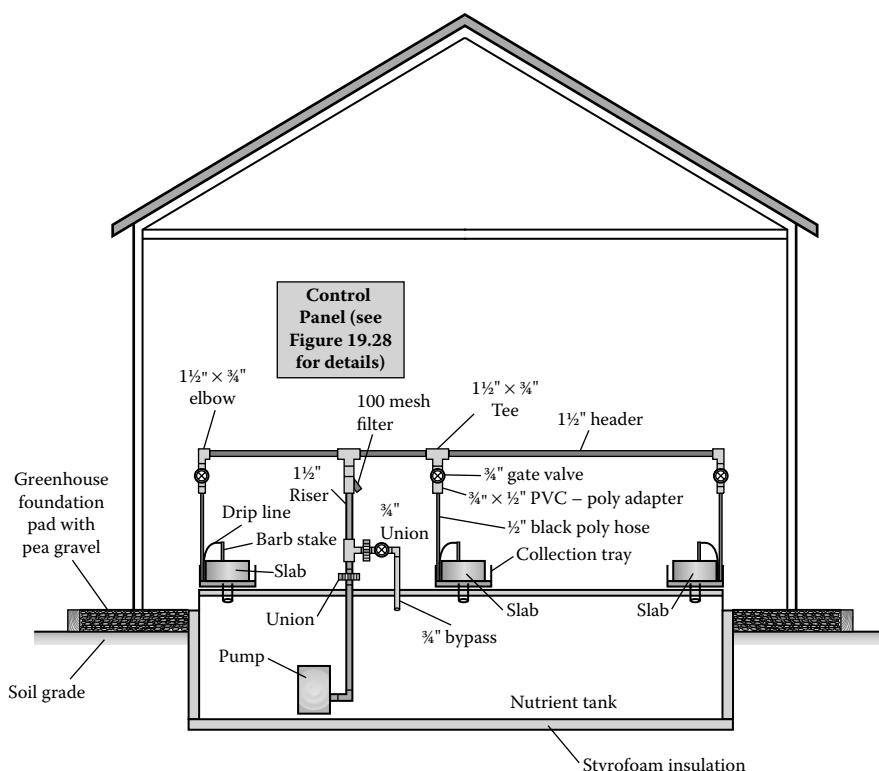 Control
Panel (see
Figure 19.28
for details)
1½" × ¾"
elbow
100 mesh
filter
1½" × ¾"
Tee
1½" header
Greenhouse
foundation
pad with
pea gravel
1½"
Riser
¾"
Union
¾" gate valve
¾" × ½" PVC – poly adapter
½" black poly hose
Drip line
Barb stake
Collection tray
Slab
Slab
Slab
Union
¾" bypass
Soil grade
Pump
Nutrient tank
Styrofoam insulation